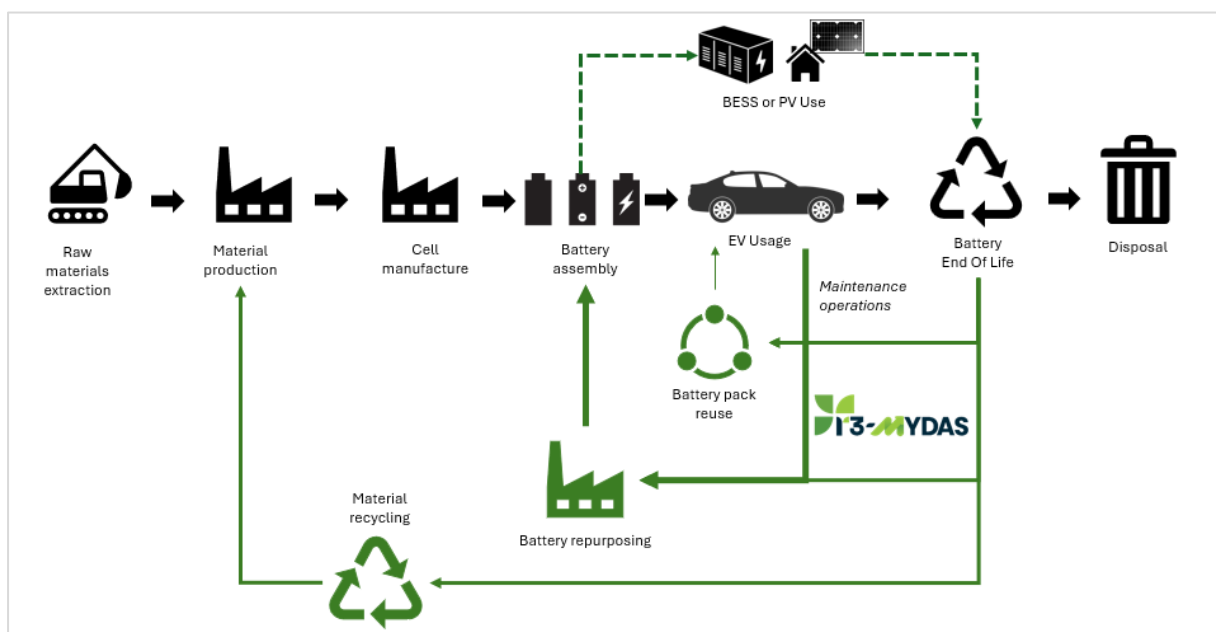 BESS or PV Use
Raw
materials
extraction
Material
production
Cell
manufacture
Battery
assembly
EV Usage
Battery
End Of Life
Disposal
Maintenance
operations
Battery pack
reuse
r3-MYDAS
Battery repurposing
Material
recycling